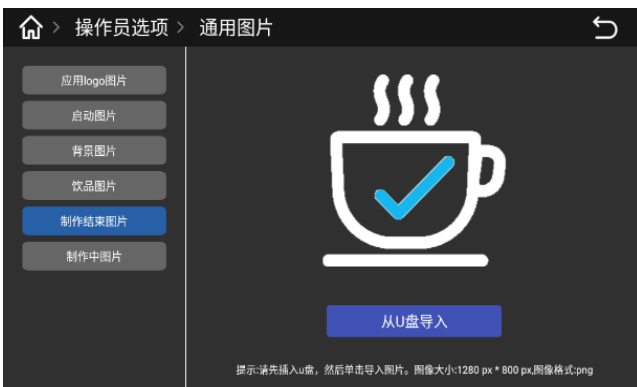 操作员选项 > 通用图片
应用logo图片
启动图片
背景图片
饮品图片
制作结束图片
制作中图片
从U盘导入
提示:请先插入u盘，然后单击导入图片。图像大小:1280 px * 800 px,图像格式:png